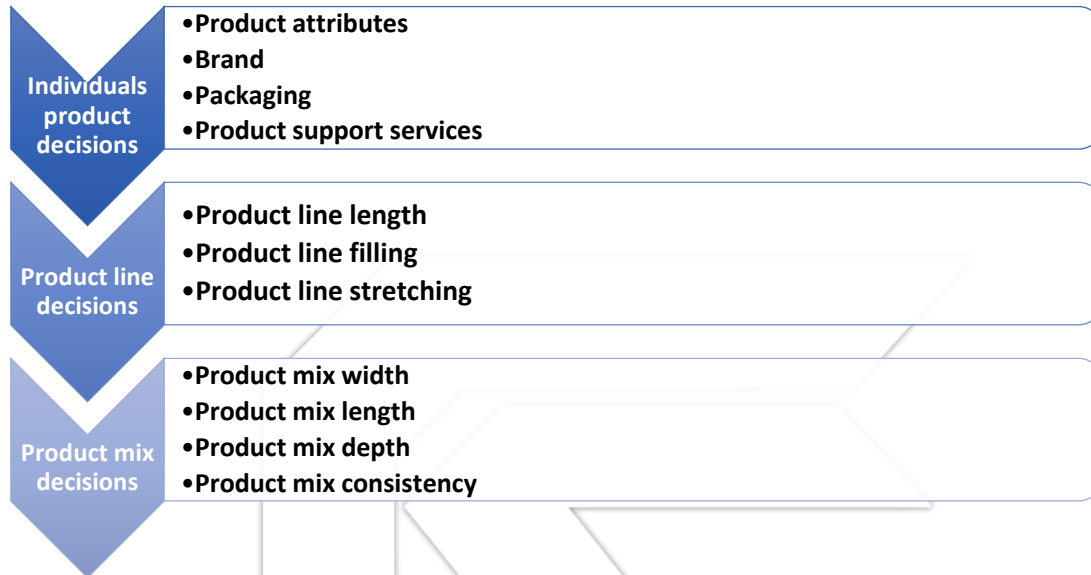 Individuals
product
decisions
•Product attributes
•Brand
•Packaging
•Product support services
Product line
decisions
•Product line length
•Product line filling
•Product line stretching
Product mix
decisions
•Product mix width
•Product mix length
•Product mix depth
•Product mix consistency